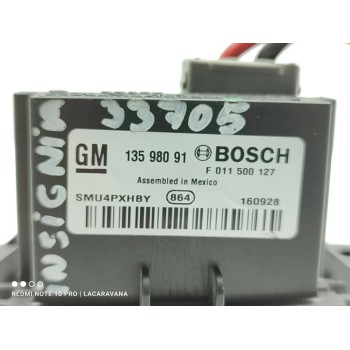 33705
INSIGNIA
GM 135 980 91 BOSCH
F 011 500 127
Assembled in Mexico
SMU4PXHBY 864 160928
REDMI NOTE 10 PRO | LACARAVANA